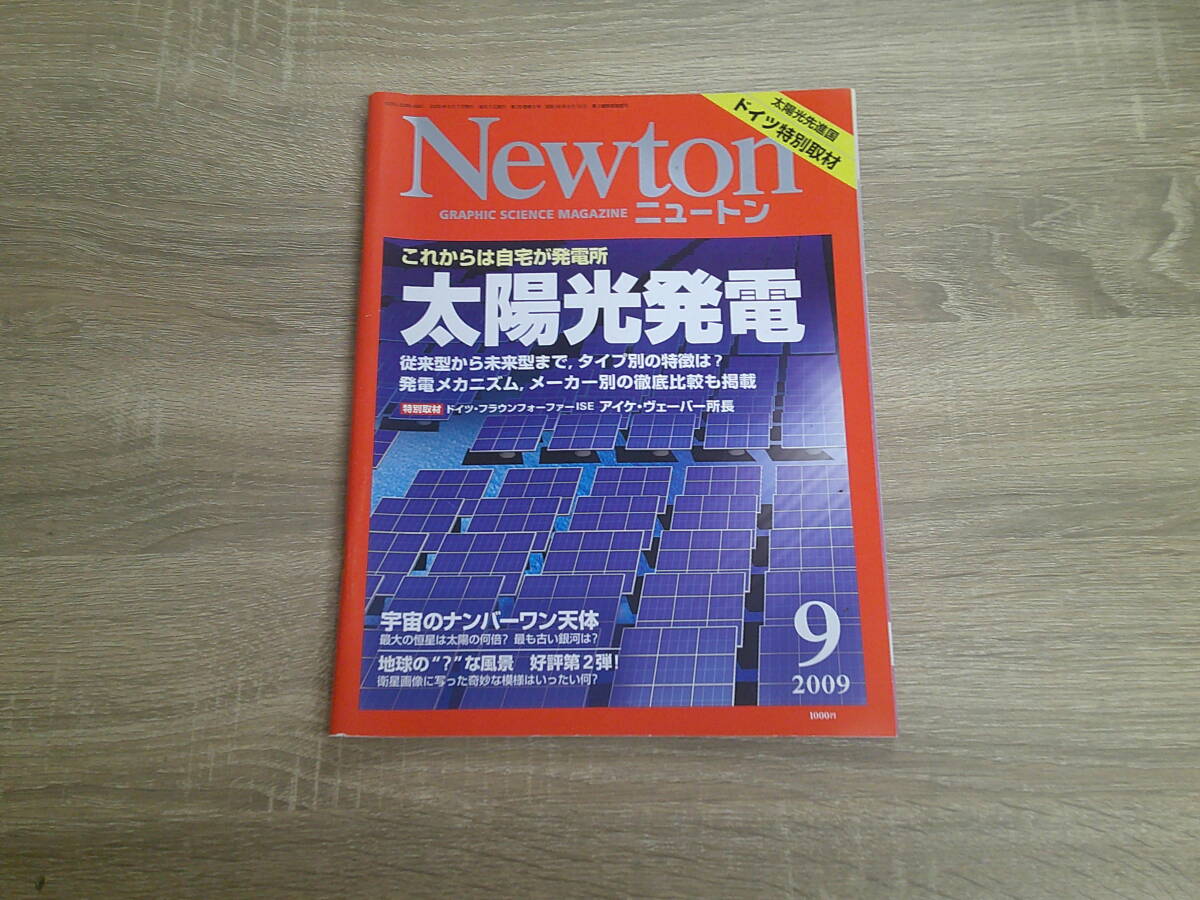 太陽光先進国
ドイツ特別取材
Newton
GRAPHIC SCIENCE MAGAZINE ニュートン
これからは自宅が発電所
太陽光発電
従来型から未来型まで，タイプ別の特徴は？
発電メカニズム，メーカー別の徹底比較も掲載
特別取材 ドイツ・フラウンフォーファーISE アイケ・ヴェーバー所長
宇宙のナンバーワン天体
最大の恒星は太陽の何倍？ 最も古い銀河は？
地球の“？”な風景 好評第2弾！
衛星画像に写った奇妙な模様はいったい何？
9
2009
1000円